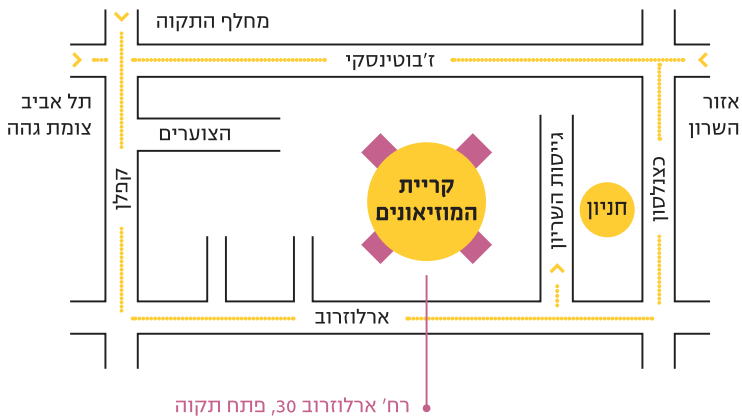 מחלף התקוה
ז'בוטינסקי
תל אביב
צומת גהה
אזור
השרון
הצוערים
קפלן
קריית
המוזיאונים
גייסות השריון
חניון
כצנלסון
ארלוזרוב
רח' ארלוזרוב 30, פתח תקוה